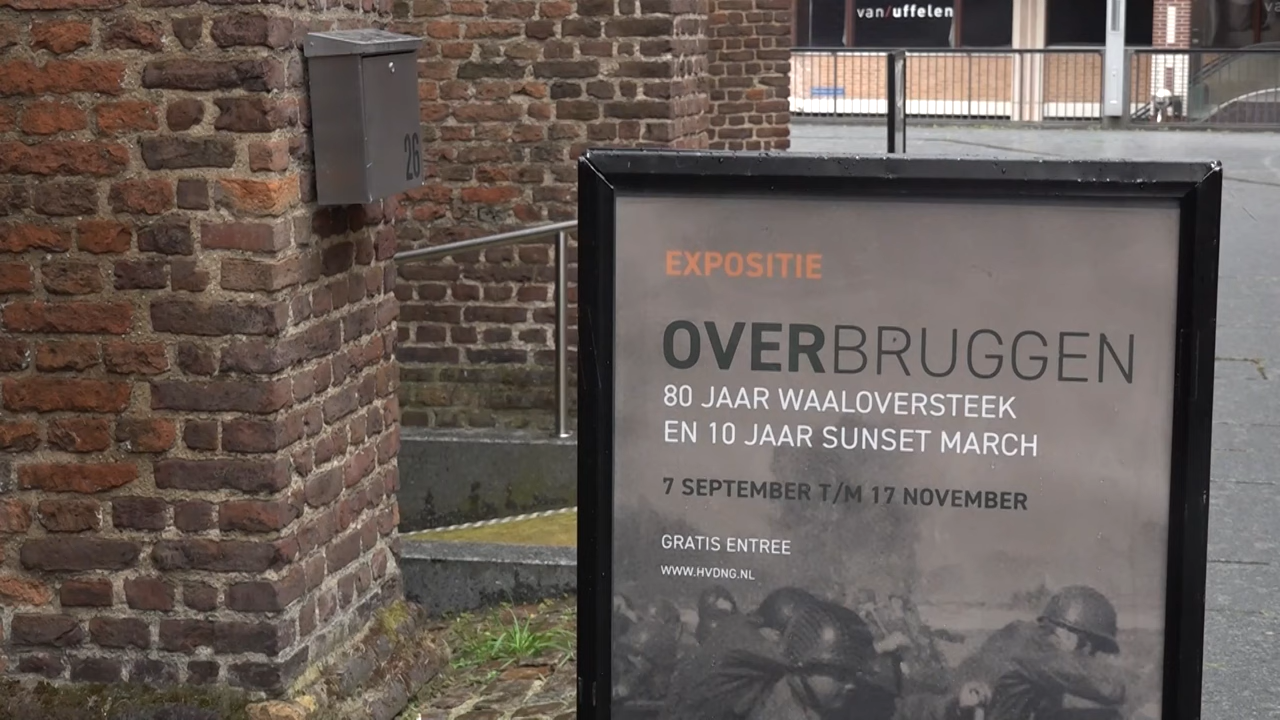 van/uffelen
26
EXPOSITIE
OVERBRUGGEN
80 JAAR WAALOVERSTEEK
EN 10 JAAR SUNSET MARCH
7 SEPTEMBER T/M 17 NOVEMBER
GRATIS ENTREE
WWW.HVDNG.NL